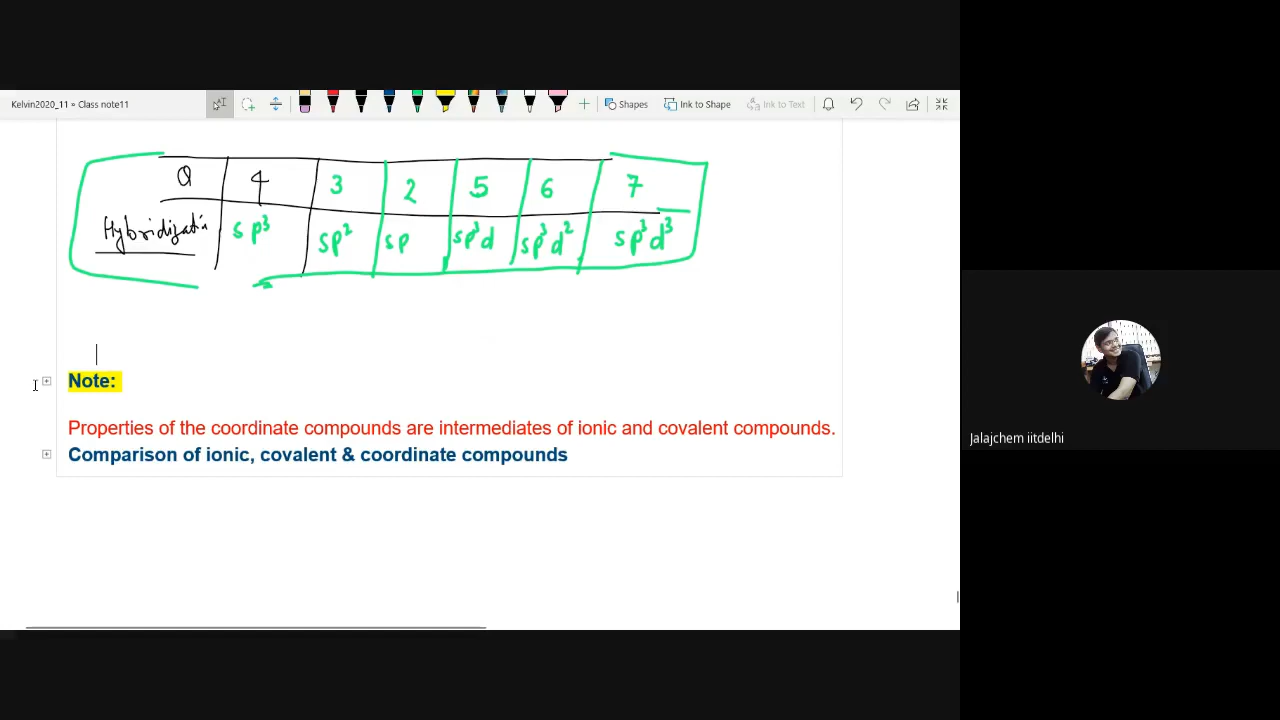 Kelvin2020_11 » Class note11
Shapes Ink to Shape Ink to Text
Q 4 3 2 5 6 7
Hybridizatin sp³ sp² sp sp³d sp³d² sp³d³
Note:
Properties of the coordinate compounds are intermediates of ionic and covalent compounds.
Comparison of ionic, covalent & coordinate compounds
Jalajchem iitdelhi